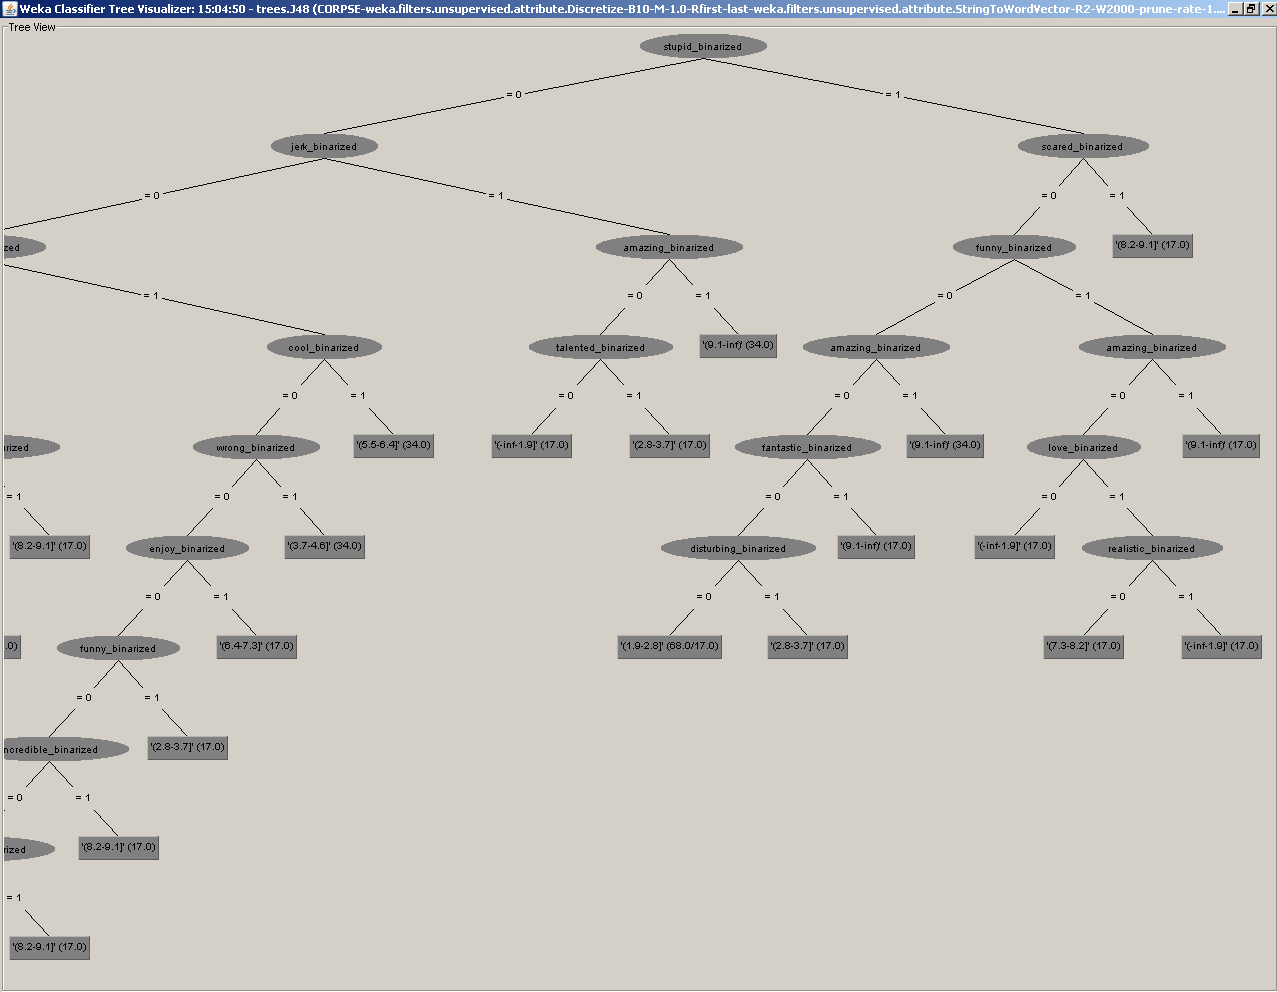 Weka Classifier Tree Visualizer: 15:04:50 - trees.J48 (CORPSE-weka.filters.unsupervised.attribute.Discretize-B10-M-1.0-Rfirst-last-weka.filters.unsupervised.attribute.StringToWordVector-R2-W2000-prune-rate-1....
Tree View
stupid_binarized
= 0 = 1
jerk_binarized scared_binarized
= 0 = 1 = 0 = 1
zed amazing_binarized funny_binarized '(8.2-9.1]' (17.0)
= 1 = 0 = 1 = 0 = 1
cool_binarized talented_binarized '(9.1-inf)' (34.0) amazing_binarized amazing_binarized
= 0 = 1 = 0 = 1 = 0 = 1 = 0 = 1
rized wrong_binarized '(5.5-6.4]' (34.0) '(-inf-1.9]' (17.0) '(2.8-3.7]' (17.0) fantastic_binarized '(9.1-inf)' (34.0) love_binarized '(9.1-inf)' (17.0)
= 1 = 0 = 1 = 0 = 1 = 0 = 1
'(8.2-9.1]' (17.0) enjoy_binarized '(3.7-4.6]' (34.0) disturbing_binarized '(9.1-inf)' (17.0) '(-inf-1.9]' (17.0) realistic_binarized
= 0 = 1 = 0 = 1 = 0 = 1
.0) funny_binarized '(6.4-7.3]' (17.0) '(1.9-2.8]' (68.0/17.0) '(2.8-3.7]' (17.0) '(7.3-8.2]' (17.0) '(-inf-1.9]' (17.0)
= 0 = 1
ncredible_binarized '(2.8-3.7]' (17.0)
= 0 = 1
rized '(8.2-9.1]' (17.0)
= 1
'(8.2-9.1]' (17.0)